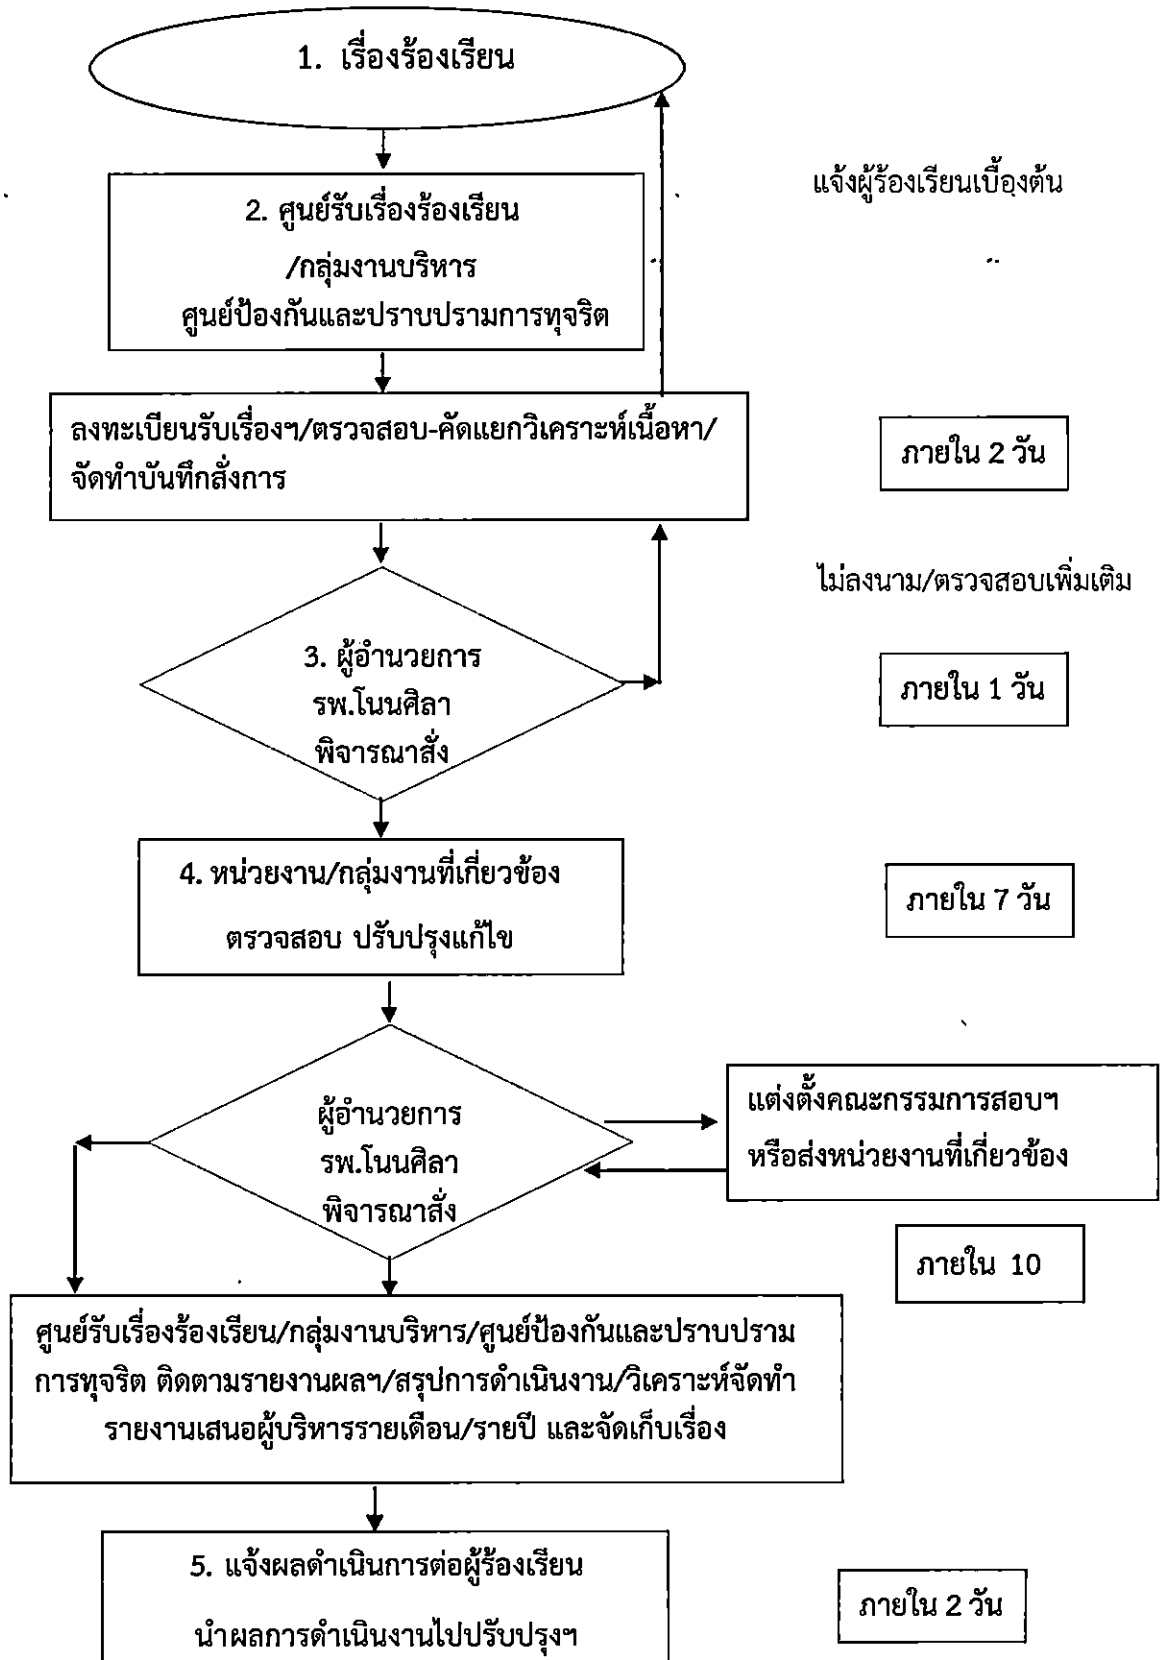 1. เรื่องร้องเรียน
แจ้งผู้ร้องเรียนเบื้องต้น
2. ศูนย์รับเรื่องร้องเรียน
/กลุ่มงานบริหาร
ศูนย์ป้องกันและปราบปรามการทุจริต
ลงทะเบียนรับเรื่องฯ/ตรวจสอบ-คัดแยกวิเคราะห์เนื้อหา/
จัดทำบันทึกสั่งการ
ภายใน 2 วัน
ไม่ลงนาม/ตรวจสอบเพิ่มเติม
3. ผู้อำนวยการ
รพ.โนนศิลา
พิจารณาสั่ง
ภายใน 1 วัน
4. หน่วยงาน/กลุ่มงานที่เกี่ยวข้อง
ตรวจสอบ ปรับปรุงแก้ไข
ภายใน 7 วัน
ผู้อำนวยการ
รพ.โนนศิลา
พิจารณาสั่ง
แต่งตั้งคณะกรรมการสอบฯ
หรือส่งหน่วยงานที่เกี่ยวข้อง
ภายใน 10
ศูนย์รับเรื่องร้องเรียน/กลุ่มงานบริหาร/ศูนย์ป้องกันและปราบปราม
การทุจริต ติดตามรายงานผลฯ/สรุปการดำเนินงาน/วิเคราะห์จัดทำ
รายงานเสนอผู้บริหารรายเดือน/รายปี และจัดเก็บเรื่อง
5. แจ้งผลดำเนินการต่อผู้ร้องเรียน
นำผลการดำเนินงานไปปรับปรุงฯ
ภายใน 2 วัน